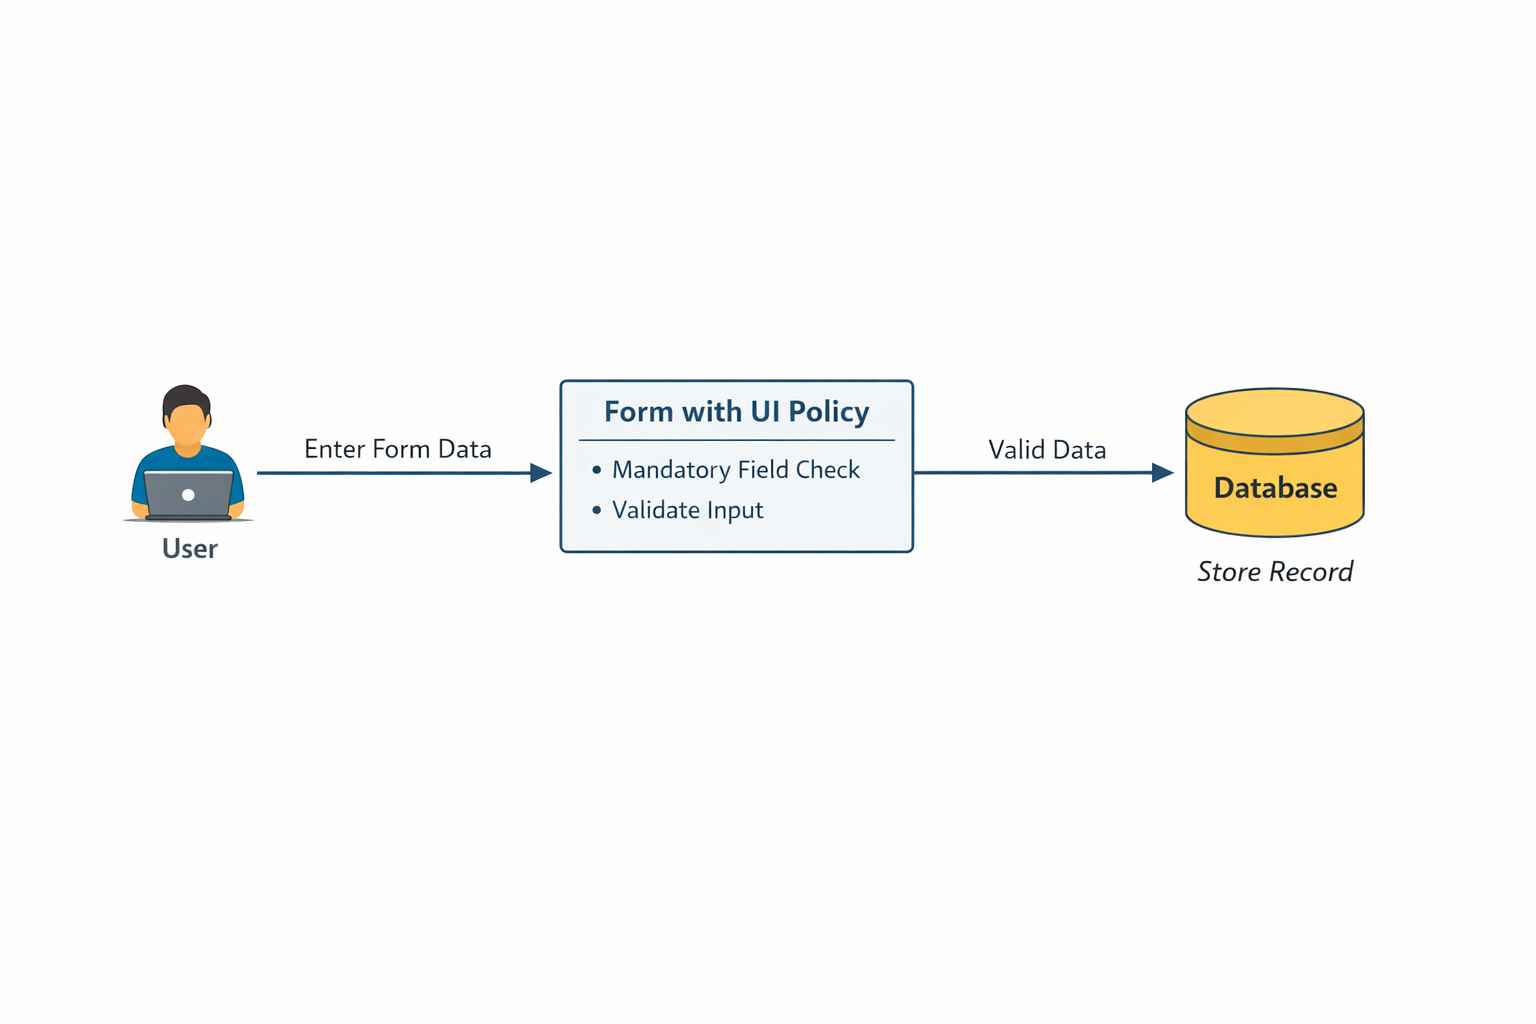 Enter Form Data
User
Form with UI Policy
• Mandatory Field Check
• Validate Input
Valid Data
Database
Store Record